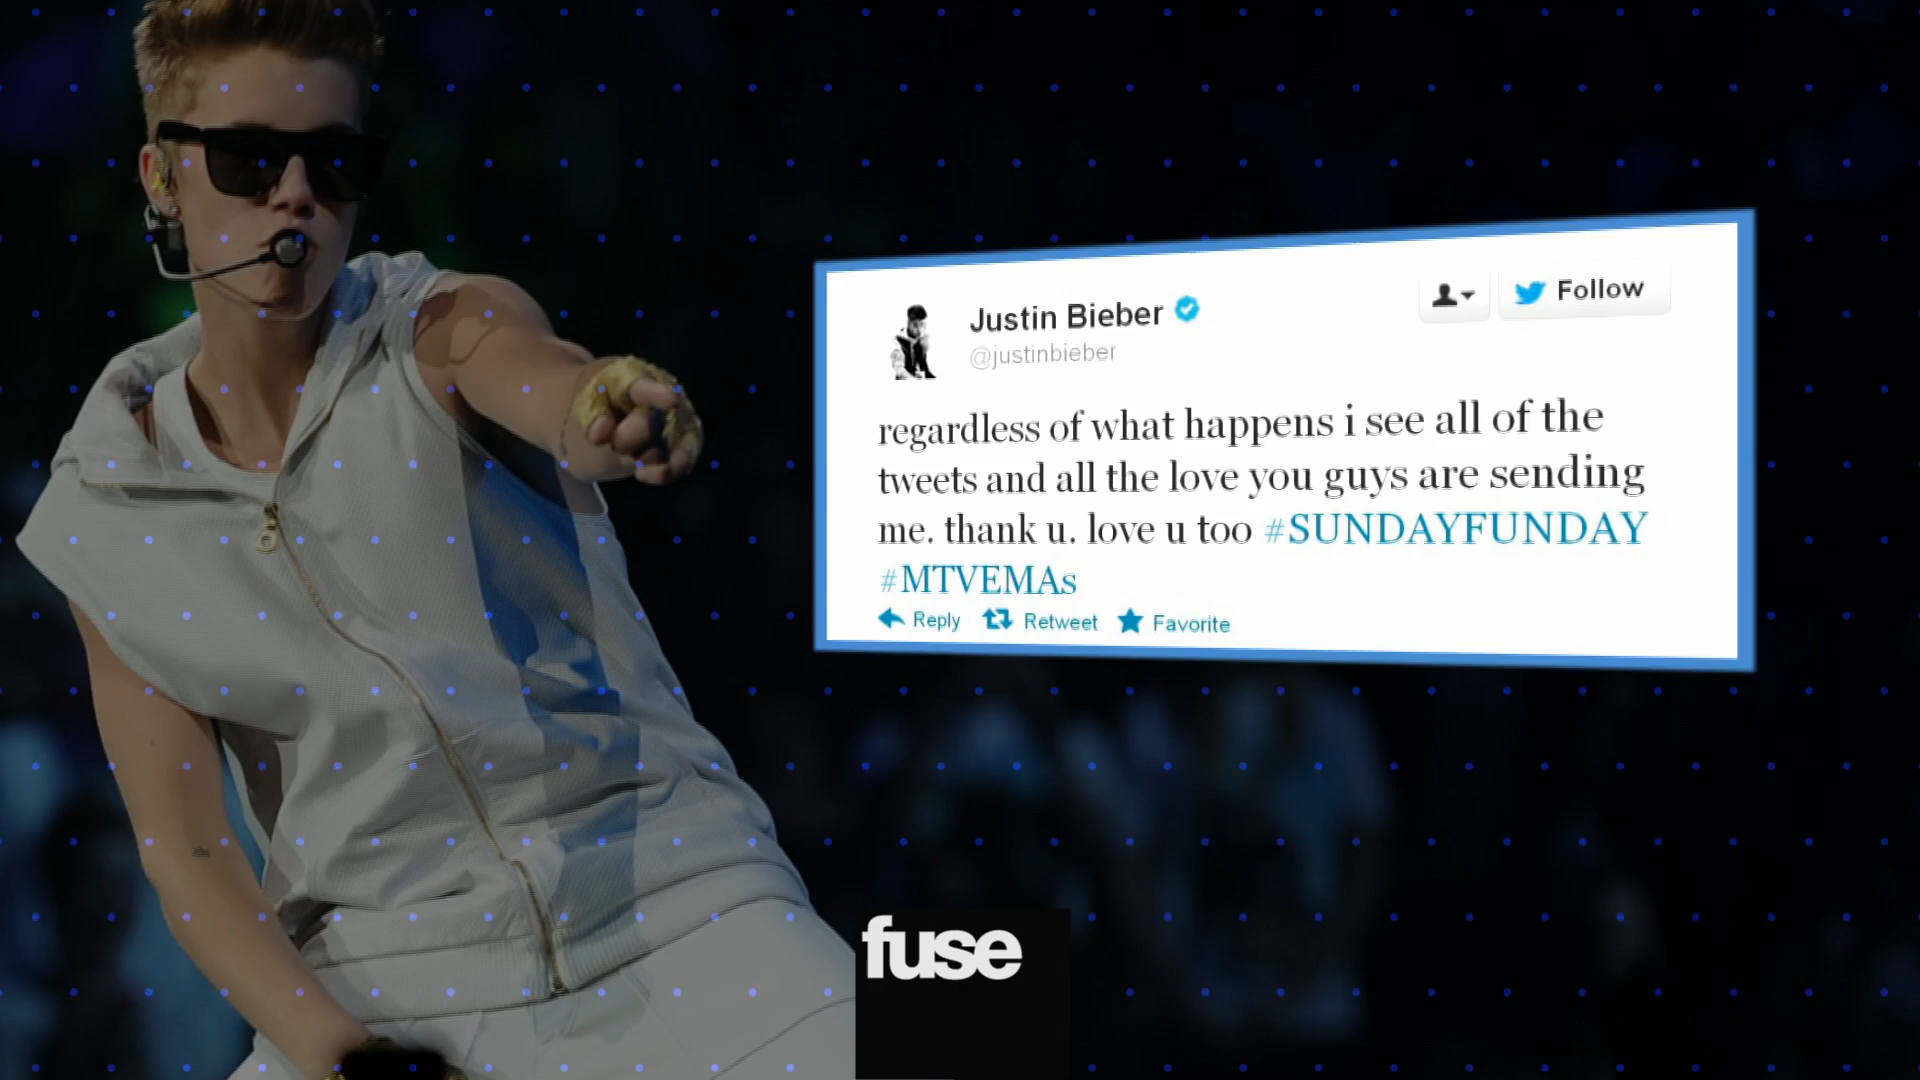 Justin Bieber
@justinbieber
Follow
regardless of what happens i see all of the
tweets and all the love you guys are sending
me. thank u. love u too #SUNDAYFUNDAY
#MTVEMAs
Reply Retweet Favorite
fuse